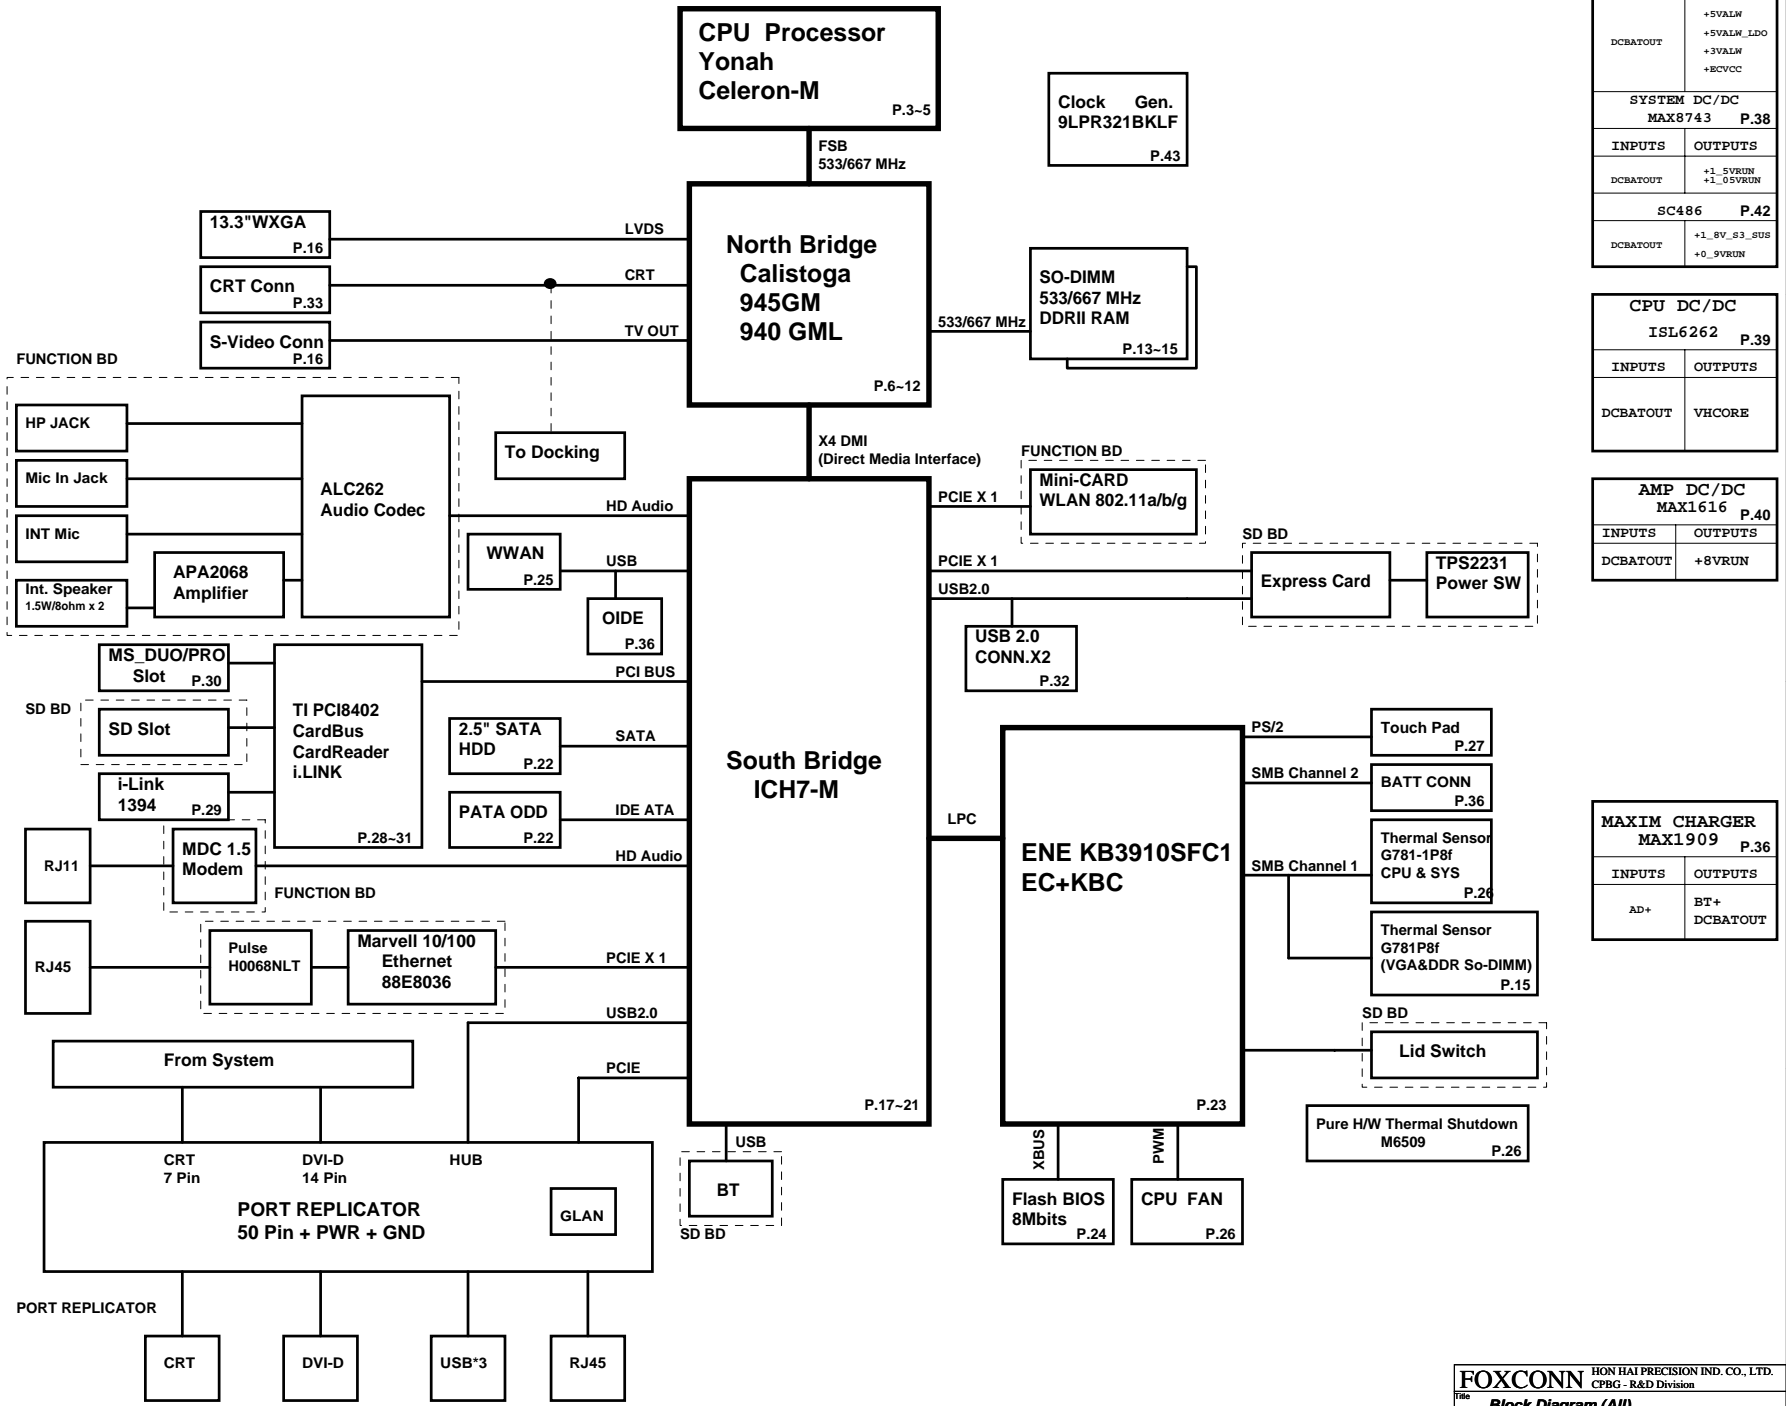 CPU Processor
Yonah
Celeron-M
P.3~5
Clock Gen.
9LPR321BKLF
P.43
FSB
533/667 MHz
13.3"WXGA
P.16
LVDS
CRT Conn
P.33
CRT
S-Video Conn
P.16
TV OUT
North Bridge
Calistoga
945GM
940 GML
P.6~12
533/667 MHz
SO-DIMM
533/667 MHz
DDRII RAM
P.13~15
FUNCTION BD
HP JACK
Mic In Jack
INT Mic
Int. Speaker
1.5W/8ohm x 2
APA2068
Amplifier
ALC262
Audio Codec
To Docking
X4 DMI
(Direct Media Interface)
HD Audio
WWAN
P.25
USB
OIDE
P.36
FUNCTION BD
Mini-CARD
WLAN 802.11a/b/g
PCIE X 1
SD BD
PCIE X 1
USB2.0
Express Card
TPS2231
Power SW
USB 2.0
CONN.X2
P.32
MS_DUO/PRO
Slot P.30
SD BD
SD Slot
i-Link
1394 P.29
TI PCI8402
CardBus
CardReader
i.LINK
P.28~31
PCI BUS
2.5" SATA
HDD
P.22
SATA
PATA ODD
P.22
IDE ATA
South Bridge
ICH7-M
P.17~21
RJ11
MDC 1.5
Modem
FUNCTION BD
HD Audio
RJ45
Pulse
H0068NLT
Marvell 10/100
Ethernet
88E8036
PCIE X 1
USB2.0
PCIE
LPC
ENE KB3910SFC1
EC+KBC
P.23
PS/2
Touch Pad
P.27
SMB Channel 2
BATT CONN
P.36
SMB Channel 1
Thermal Sensor
G781-1P8f
CPU & SYS
P.26
Thermal Sensor
G781P8f
(VGA&DDR So-DIMM)
P.15
SD BD
Lid Switch
Pure H/W Thermal Shutdown
M6509
P.26
XBUS
PWM
Flash BIOS
8Mbits
P.24
CPU FAN
P.26
USB
BT
SD BD
From System
CRT
7 Pin
DVI-D
14 Pin
HUB
PORT REPLICATOR
50 Pin + PWR + GND
GLAN
PORT REPLICATOR
CRT
DVI-D
USB*3
RJ45
DCBATOUT
+5VALW
+5VALW_LDO
+3VALW
+ECVCC
SYSTEM DC/DC
MAX8743 P.38
INPUTS OUTPUTS
DCBATOUT
+1_5VRUN
+1_05VRUN
SC486 P.42
DCBATOUT
+1_8V_S3_SUS
+0_9VRUN
CPU DC/DC
ISL6262 P.39
INPUTS OUTPUTS
DCBATOUT VHCORE
AMP DC/DC
MAX1616 P.40
INPUTS OUTPUTS
DCBATOUT +8VRUN
MAXIM CHARGER
MAX1909 P.36
INPUTS OUTPUTS
AD+
BT+
DCBATOUT
FOXCONN HON HAI PRECISION IND. CO., LTD.
CPBG - R&D Division
Title
Block Diagram (All)